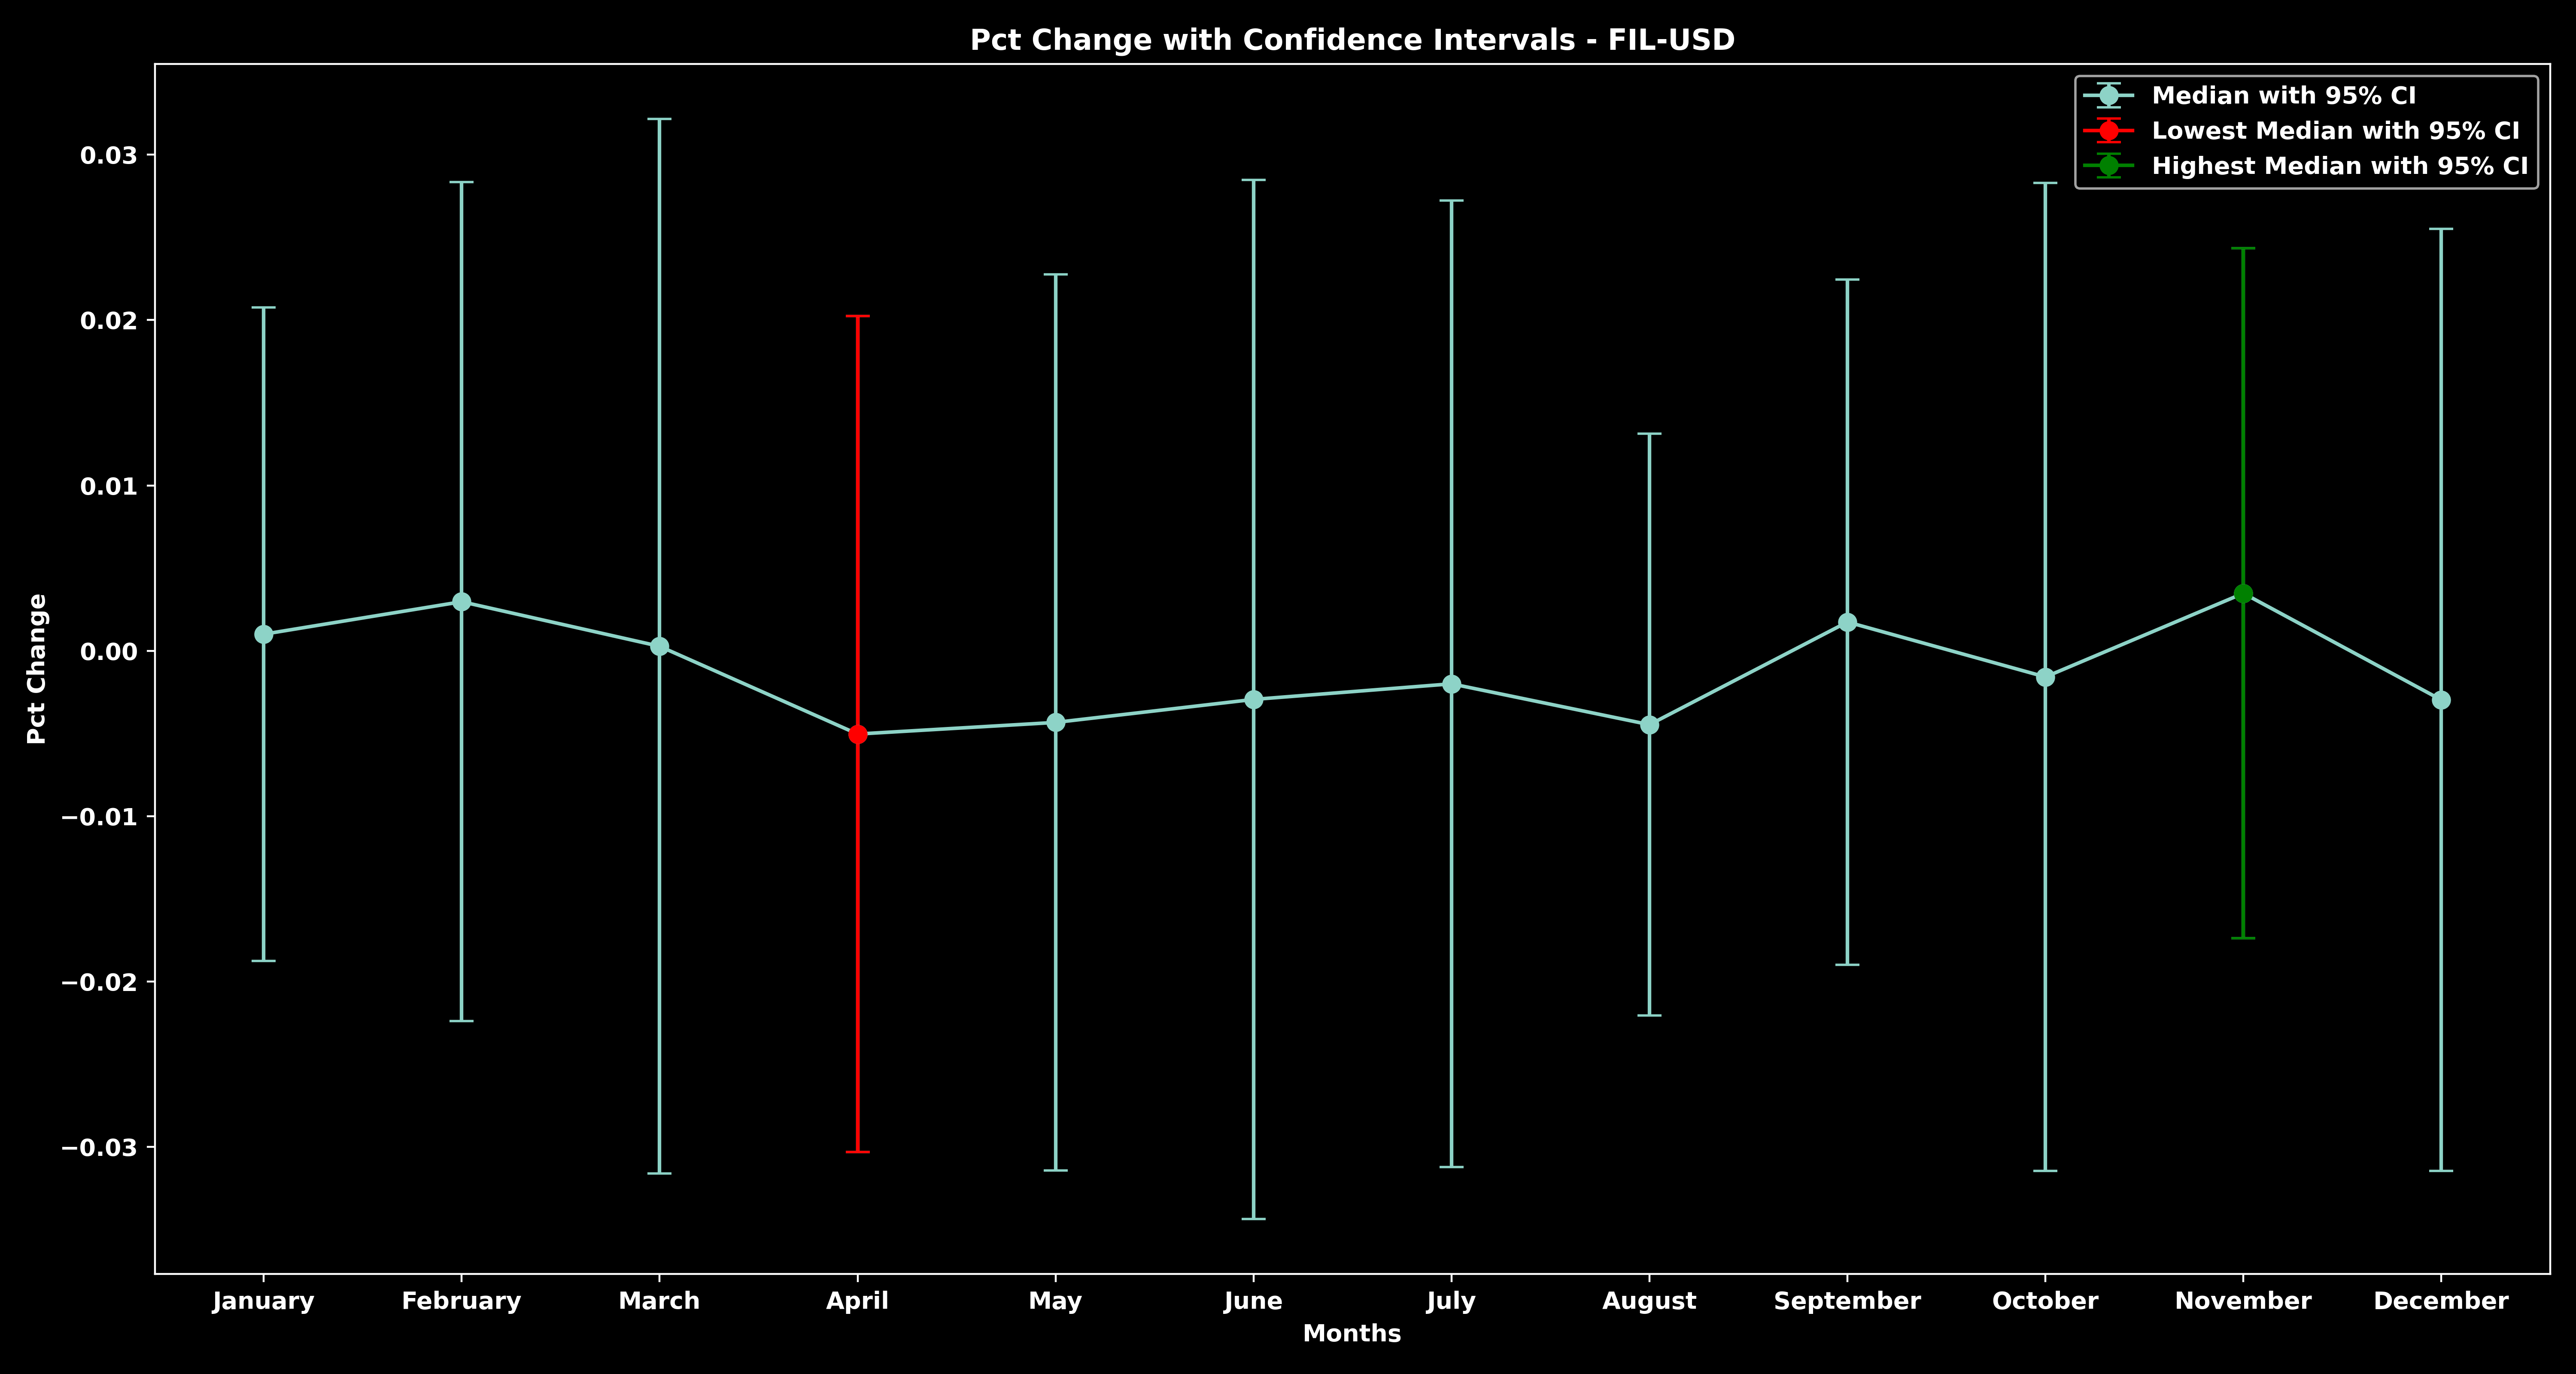 Pct Change with Confidence Intervals - FIL-USD
Median with 95% CI
Lowest Median with 95% CI
Highest Median with 95% CI
0.03
0.02
0.01
0.00
−0.01
−0.02
−0.03
Pct Change
January February March April May June July August September October November December
Months